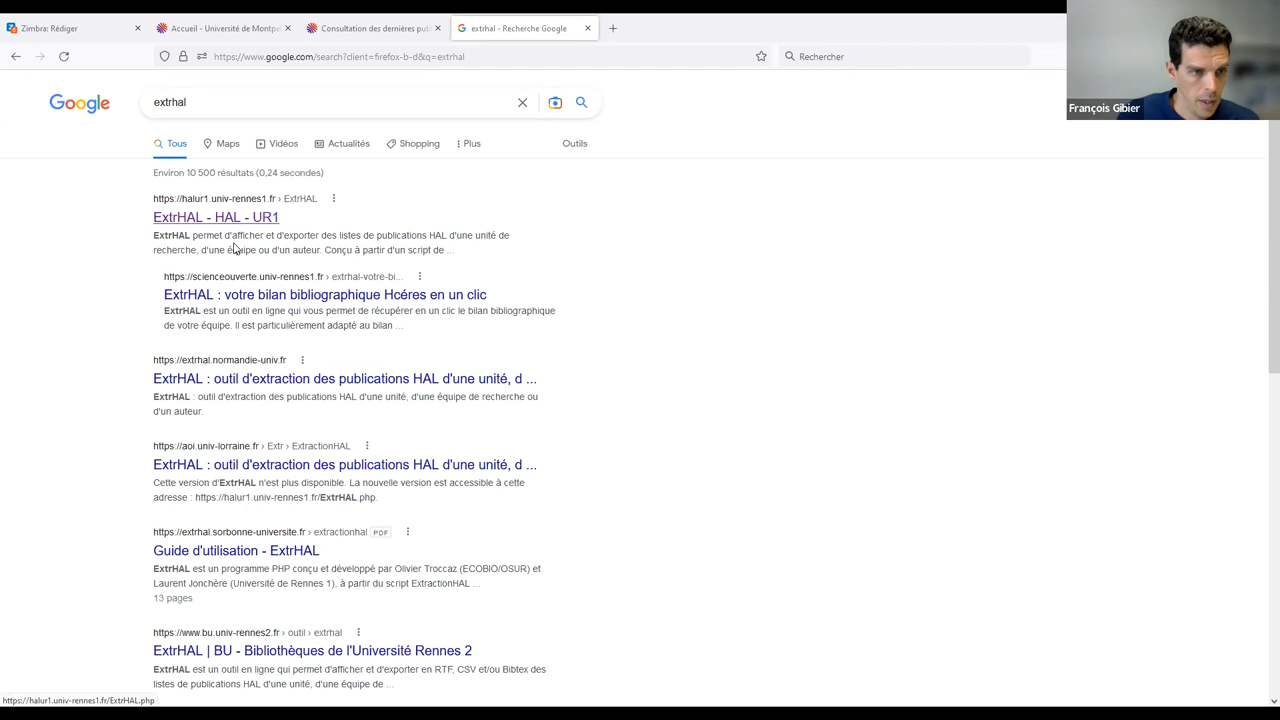 Zimbra: Rédiger
Accueil - Université de Montpe
Consultation des dernières pub
extrhal - Recherche Google
https://www.google.com/search?client=firefox-b-d&q=extrhal
Rechercher
François Gibier
Google
extrhal
Tous
Maps
Vidéos
Actualités
Shopping
Plus
Outils
Environ 10 500 résultats (0,24 secondes)
https://halur1.univ-rennes1.fr › ExtrHAL
ExtrHAL - HAL - UR1
ExtrHAL permet d'afficher et d'exporter des listes de publications HAL d'une unité de
recherche, d'une équipe ou d'un auteur. Conçu à partir d'un script de ...
https://scienceouverte.univ-rennes1.fr › extrhal-votre-bi...
ExtrHAL : votre bilan bibliographique Hcéres en un clic
ExtrHAL est un outil en ligne qui vous permet de récupérer en un clic le bilan bibliographique
de votre équipe. Il est particulièrement adapté au bilan ...
https://extrhal.normandie-univ.fr
ExtrHAL : outil d'extraction des publications HAL d'une unité, d ...
ExtrHAL : outil d'extraction des publications HAL d'une unité, d'une équipe de recherche ou
d'un auteur.
https://aoi.univ-lorraine.fr › Extr › ExtractionHAL
ExtrHAL : outil d'extraction des publications HAL d'une unité, d ...
Cette version d'ExtrHAL n'est plus disponible. La nouvelle version est accessible à cette
adresse : https://halur1.univ-rennes1.fr/ExtrHAL.php.
https://extrhal.sorbonne-universite.fr › extractionhal PDF
Guide d'utilisation - ExtrHAL
ExtrHAL est un programme PHP conçu et développé par Olivier Troccaz (ECOBIO/OSUR) et
Laurent Jonchère (Université de Rennes 1), à partir du script ExtractionHAL ...
13 pages
https://www.bu.univ-rennes2.fr › outil › extrhal
ExtrHAL | BU - Bibliothèques de l'Université Rennes 2
ExtrHAL est un outil en ligne qui permet d'afficher et d'exporter en RTF, CSV et/ou Bibtex des
listes de publications HAL d'une unité, d'une équipe de ...
https://halur1.univ-rennes1.fr/ExtrHAL.php